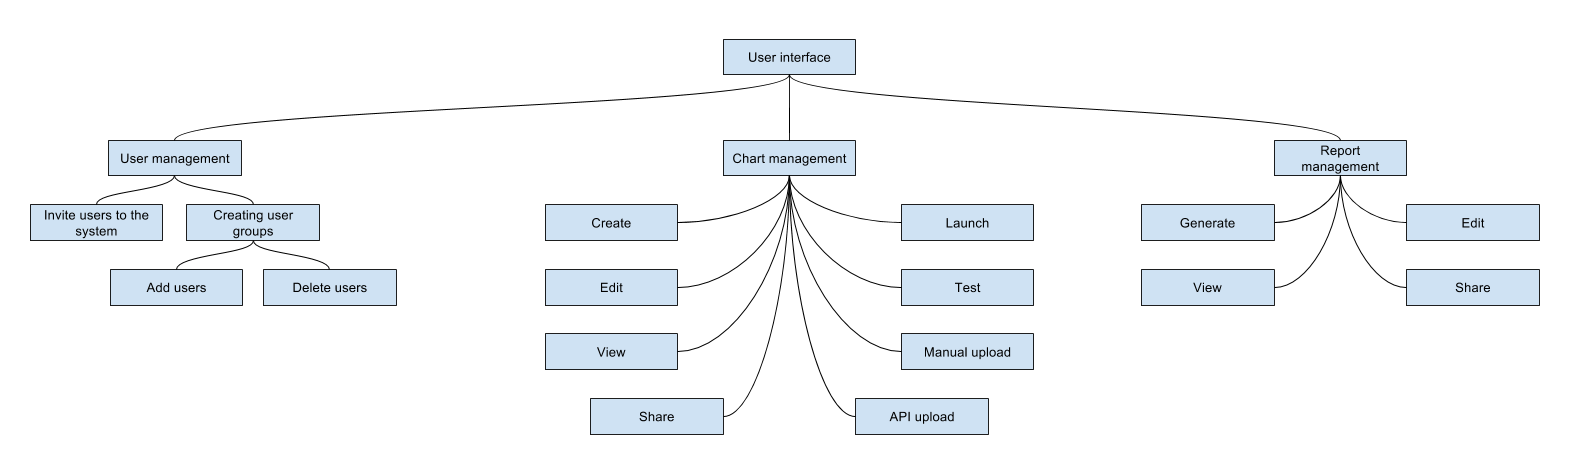 User interface
User management
Chart management
Report
management
Invite users to the
system
Creating user
groups
Create
Launch
Generate
Edit
Add users
Delete users
Edit
Test
View
Share
View
Manual upload
Share
API upload